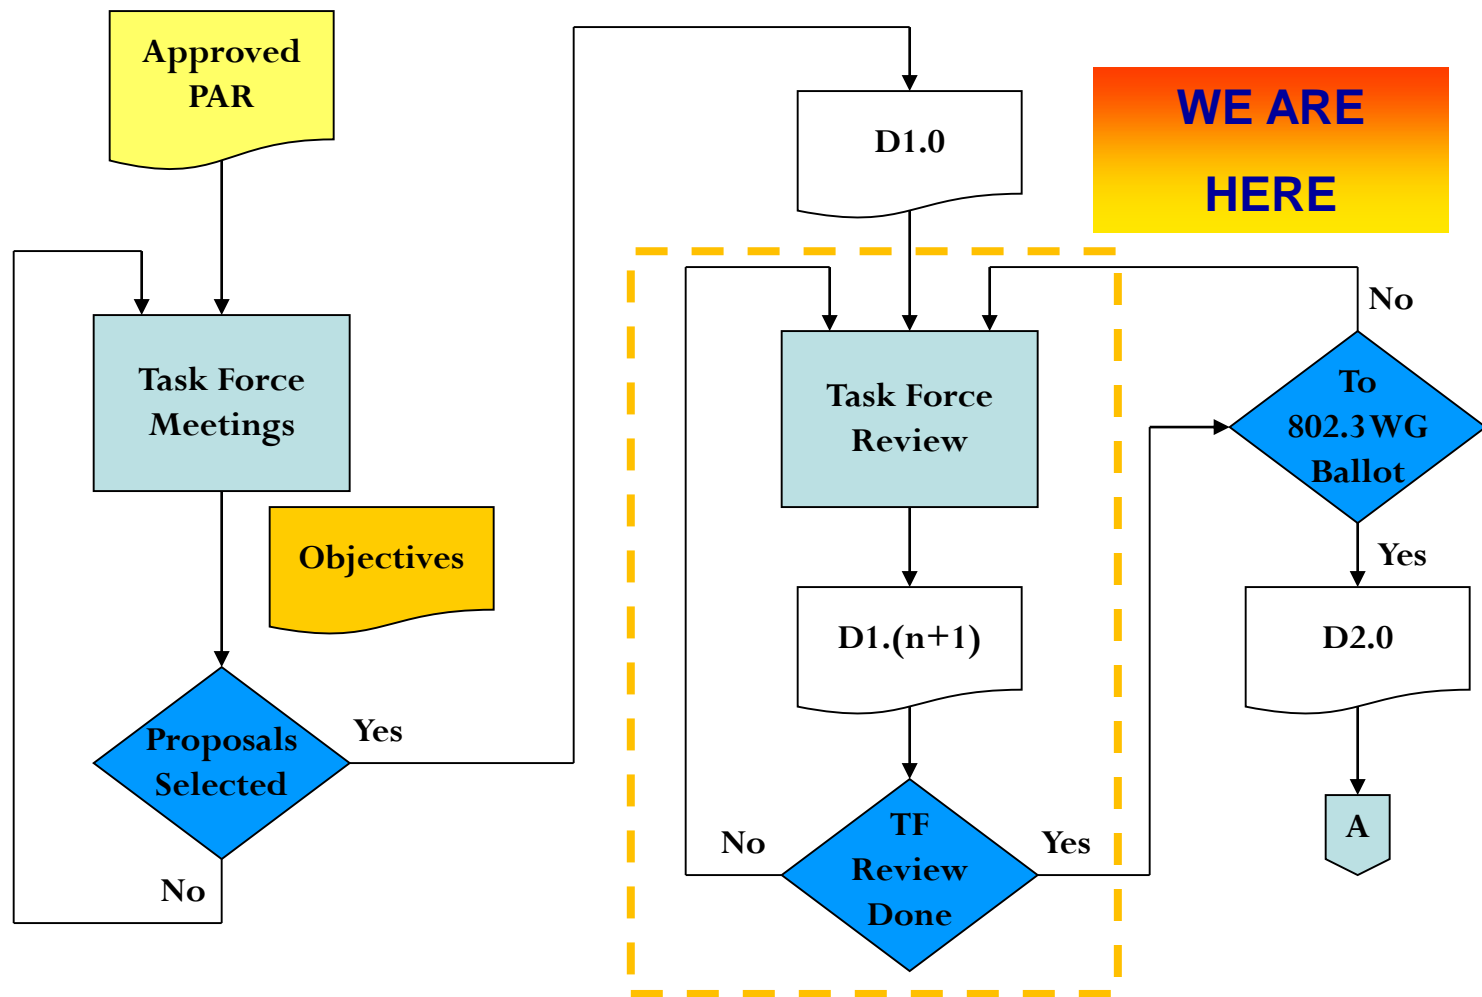 Approved
PAR
Task Force
Meetings
Objectives
Proposals
Selected
Yes
No
D1.0
WE ARE
HERE
Task Force
Review
D1.(n+1)
TF
Review
Done
No
Yes
To
802.3 WG
Ballot
No
Yes
D2.0
A